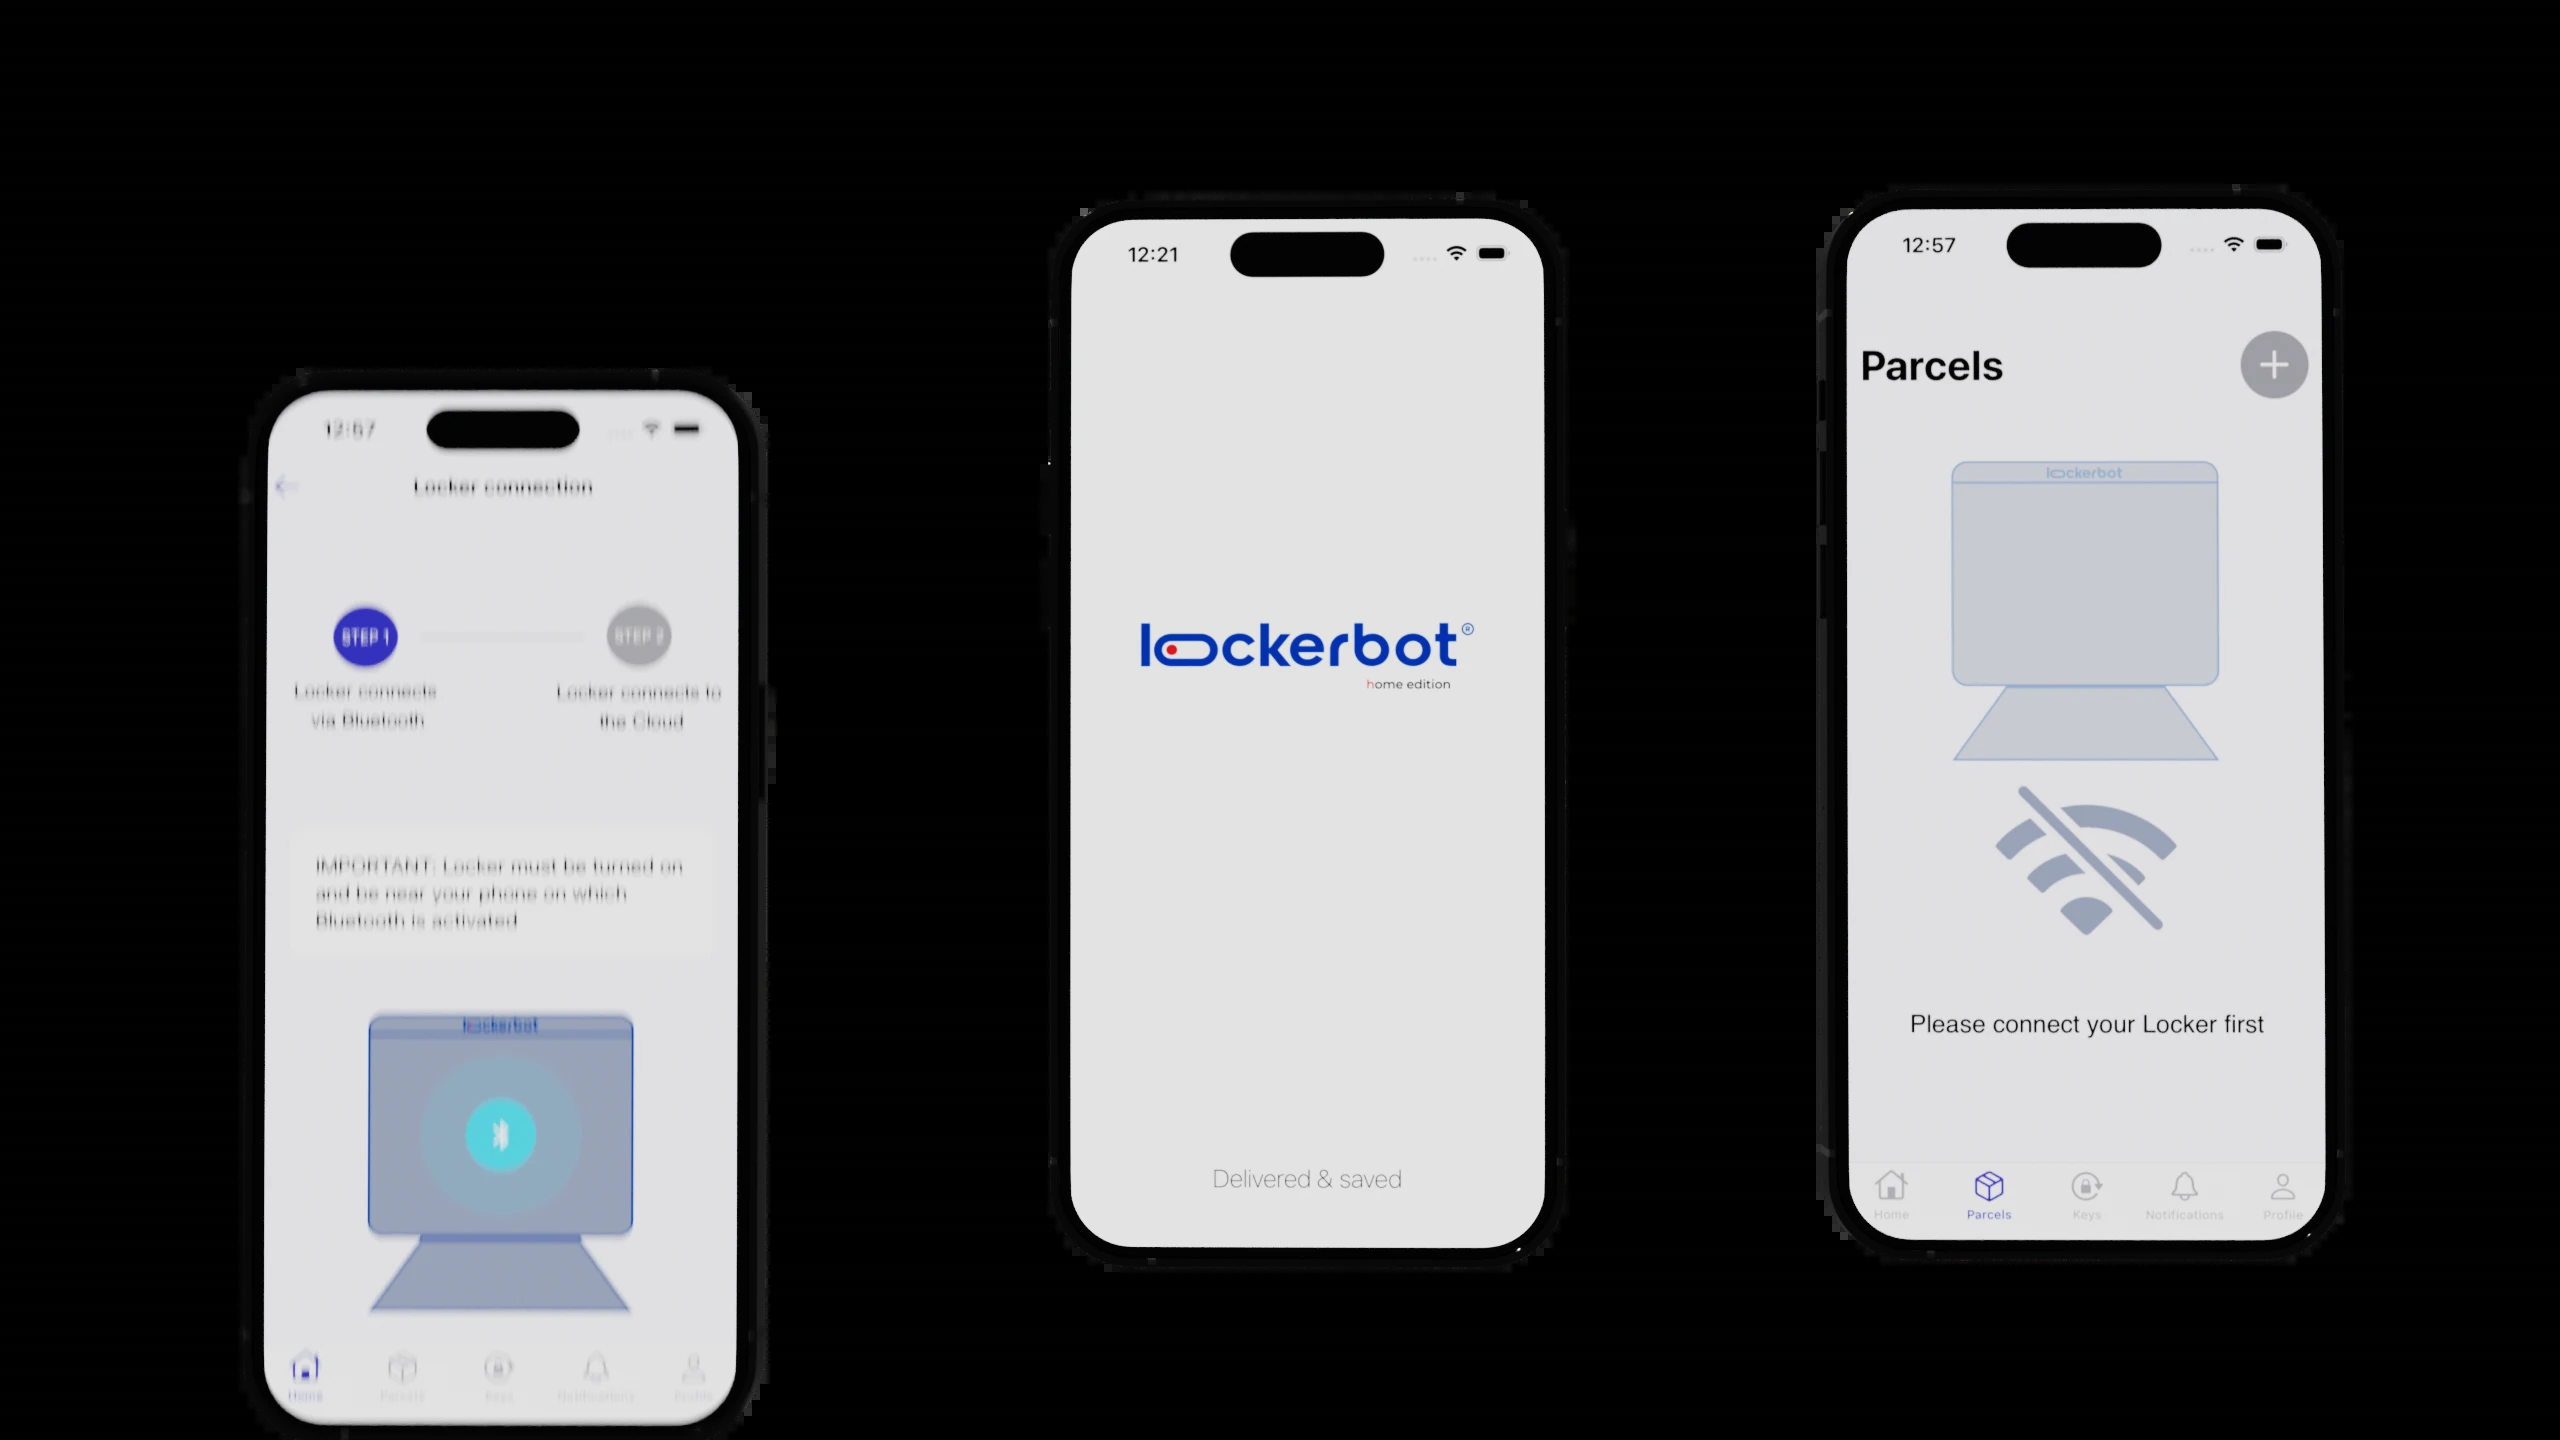 12:57
Locker connection
STEP 1
STEP 2
Locker connects
via Bluetooth
Locker connects to
the Cloud
IMPORTANT: Locker must be turned on
and be near your phone on which
Bluetooth is activated
lockerbot
Home
Parcels
Keys
Notifications
Profile
12:21
lockerbot®
home edition
Delivered & saved
12:57
Parcels
lockerbot
Please connect your Locker first
Home
Parcels
Keys
Notifications
Profile